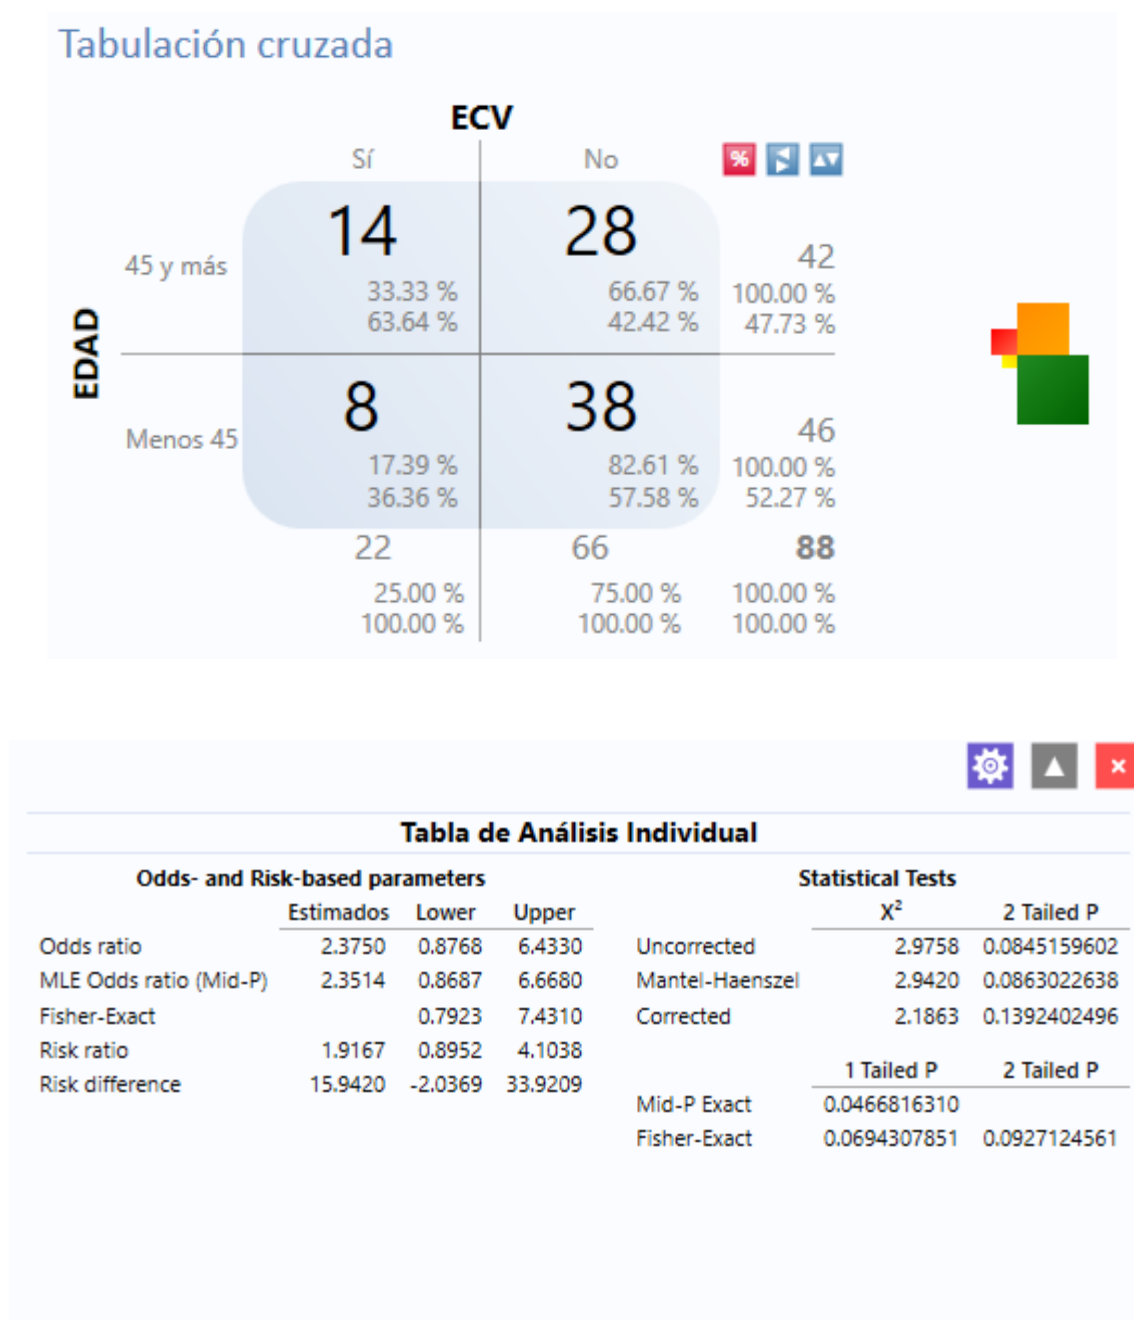 Tabulación cruzada
ECV
Sí No %
14 28
45 y más 42
33.33 % 66.67 % 100.00 %
63.64 % 42.42 % 47.73 %
EDAD
8 38
Menos 45 46
17.39 % 82.61 % 100.00 %
36.36 % 57.58 % 52.27 %
22 66 88
25.00 % 75.00 % 100.00 %
100.00 % 100.00 % 100.00 %
Tabla de Análisis Individual
Odds- and Risk-based parameters Statistical Tests
Estimados Lower Upper X² 2 Tailed P
Odds ratio 2.3750 0.8768 6.4330 Uncorrected 2.9758 0.0845159602
MLE Odds ratio (Mid-P) 2.3514 0.8687 6.6680 Mantel-Haenszel 2.9420 0.0863022638
Fisher-Exact 0.7923 7.4310 Corrected 2.1863 0.1392402496
Risk ratio 1.9167 0.8952 4.1038
1 Tailed P 2 Tailed P
Risk difference 15.9420 -2.0369 33.9209
Mid-P Exact 0.0466816310
Fisher-Exact 0.0694307851 0.0927124561